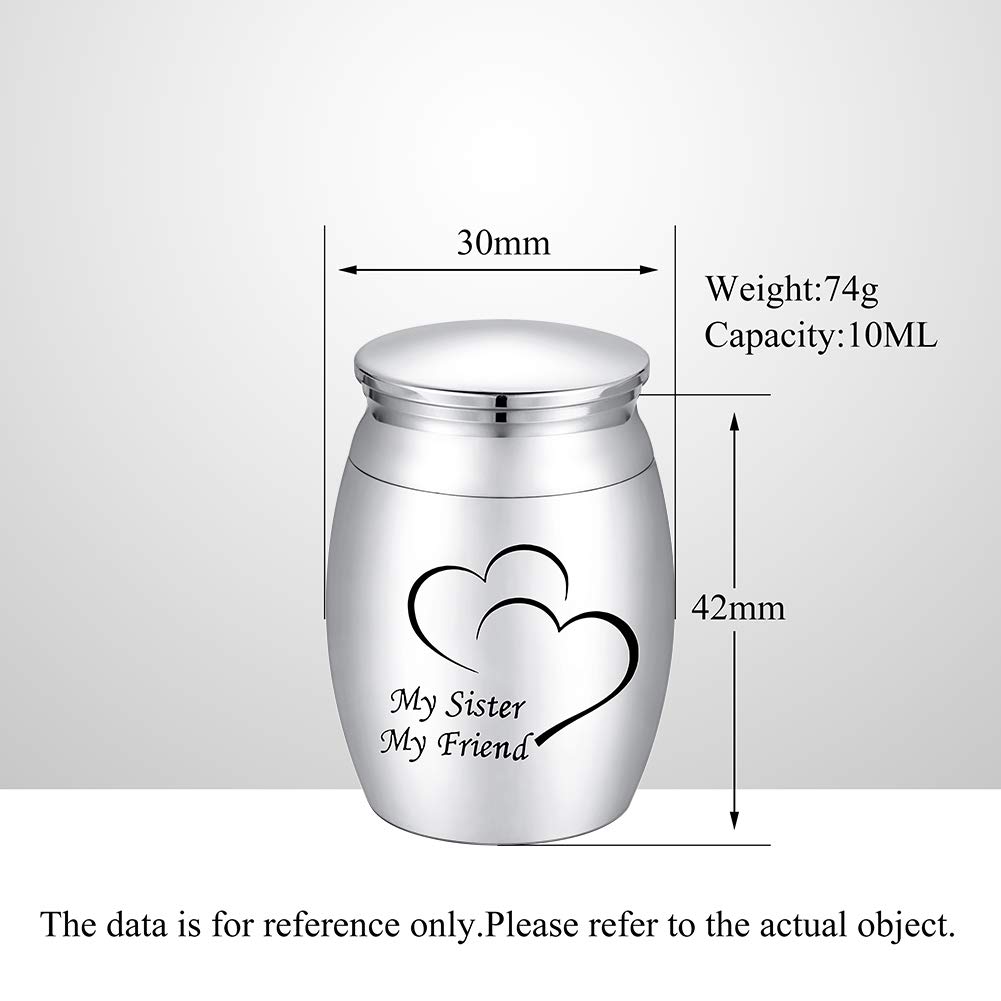 30mm
Weight:74g
Capacity:10ML
42mm
My Sister
My Friend
The data is for reference only.Please refer to the actual object.